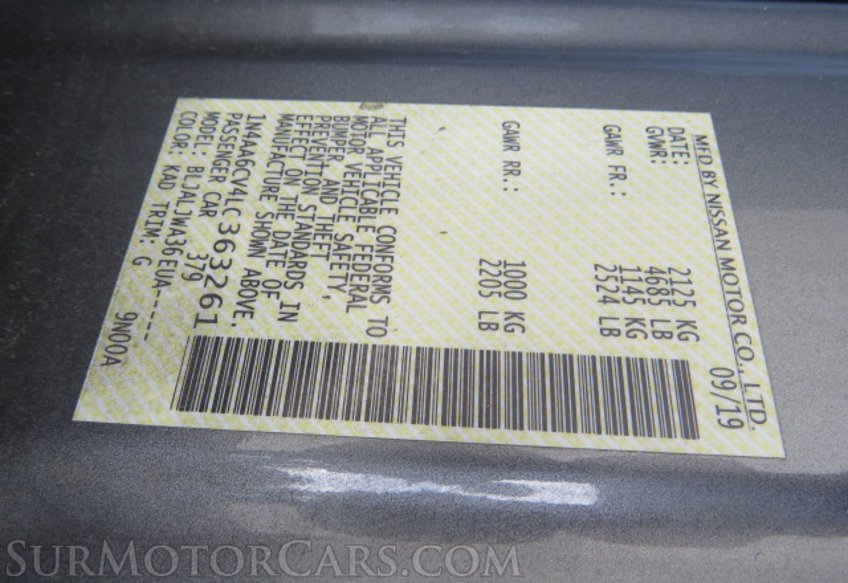 MFD BY NISSAN MOTOR CO., LTD.
DATE: 09/19
GVWR: 2125 KG
4685 LB
GAWR FR.: 1145 KG
2524 LB
GAWR RR.: 1000 KG
2205 LB
THIS VEHICLE CONFORMS TO
ALL APPLICABLE FEDERAL
MOTOR VEHICLE SAFETY,
BUMPER, AND THEFT
PREVENTION STANDARDS IN
EFFECT ON THE DATE OF
MANUFACTURE SHOWN ABOVE.
1N4AA6CV4LC363261
PASSENGER CAR 379
MODEL: BLJALJWA36EUA-----
COLOR: KAD TRIM: G 9N00A
SURMOTORCARS.COM